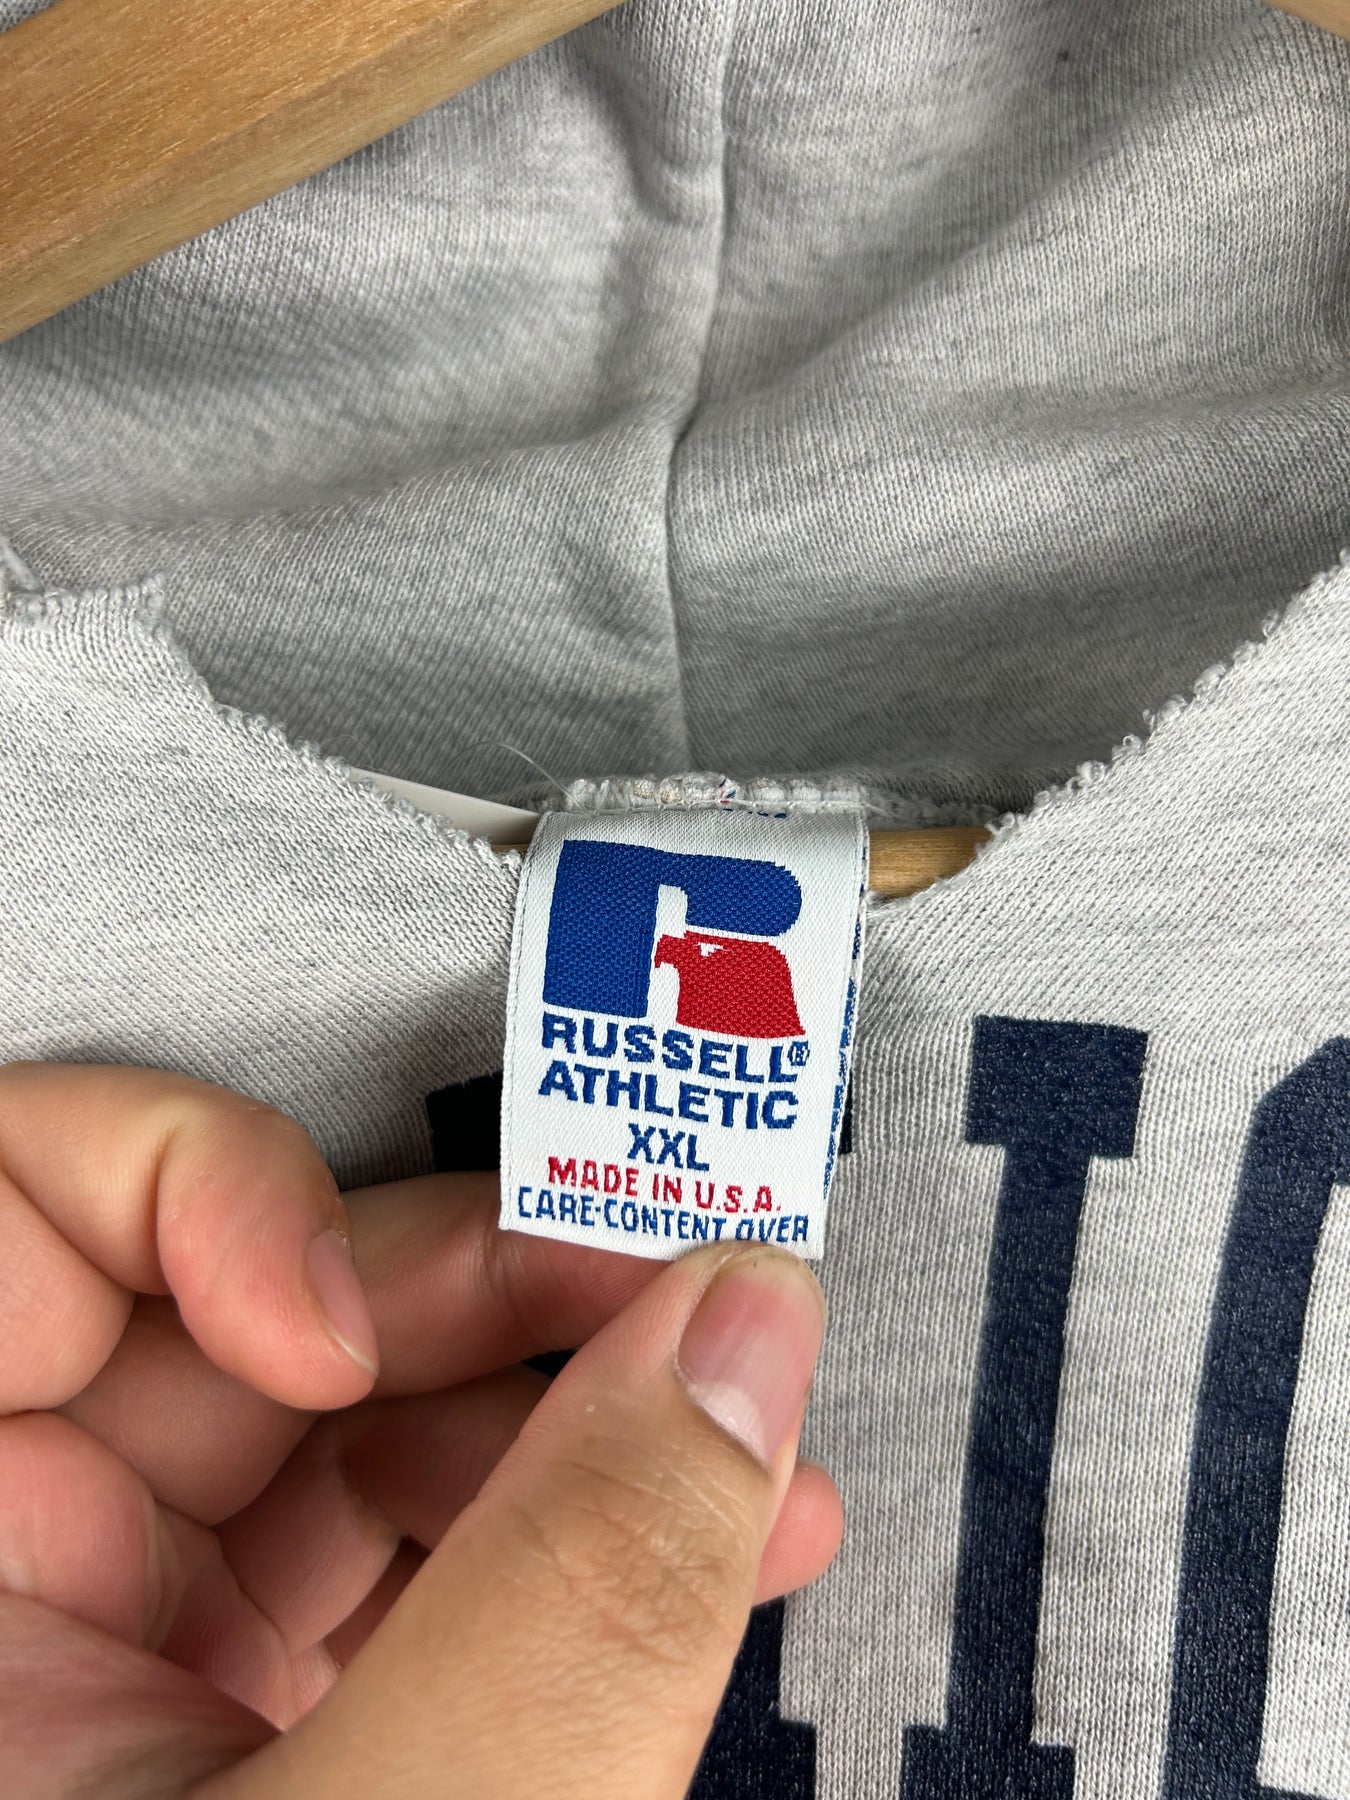 RUSSELL®
ATHLETIC
XXL
MADE IN U.S.A.
CARE-CONTENT OVER